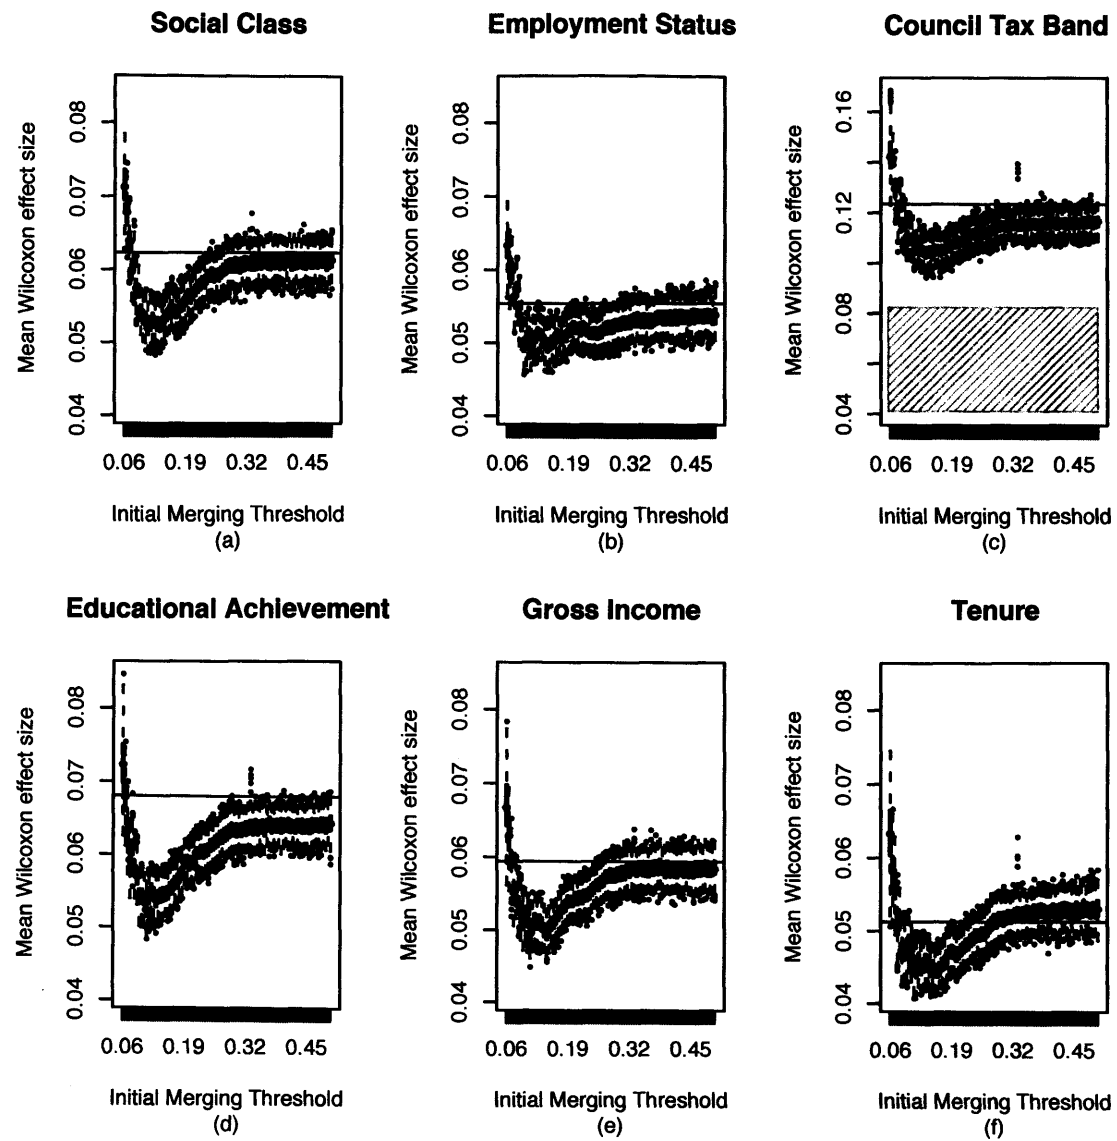 Social Class
Employment Status
Council Tax Band
Mean Wilcoxon effect size
0.04 0.05 0.06 0.07 0.08
0.06 0.19 0.32 0.45
Initial Merging Threshold
(a)
Mean Wilcoxon effect size
0.04 0.05 0.06 0.07 0.08
0.06 0.19 0.32 0.45
Initial Merging Threshold
(b)
Mean Wilcoxon effect size
0.04 0.08 0.12 0.16
0.06 0.19 0.32 0.45
Initial Merging Threshold
(c)
Educational Achievement
Gross Income
Tenure
Mean Wilcoxon effect size
0.04 0.05 0.06 0.07 0.08
0.06 0.19 0.32 0.45
Initial Merging Threshold
(d)
Mean Wilcoxon effect size
0.04 0.05 0.06 0.07 0.08
0.06 0.19 0.32 0.45
Initial Merging Threshold
(e)
Mean Wilcoxon effect size
0.04 0.05 0.06 0.07 0.08
0.06 0.19 0.32 0.45
Initial Merging Threshold
(f)